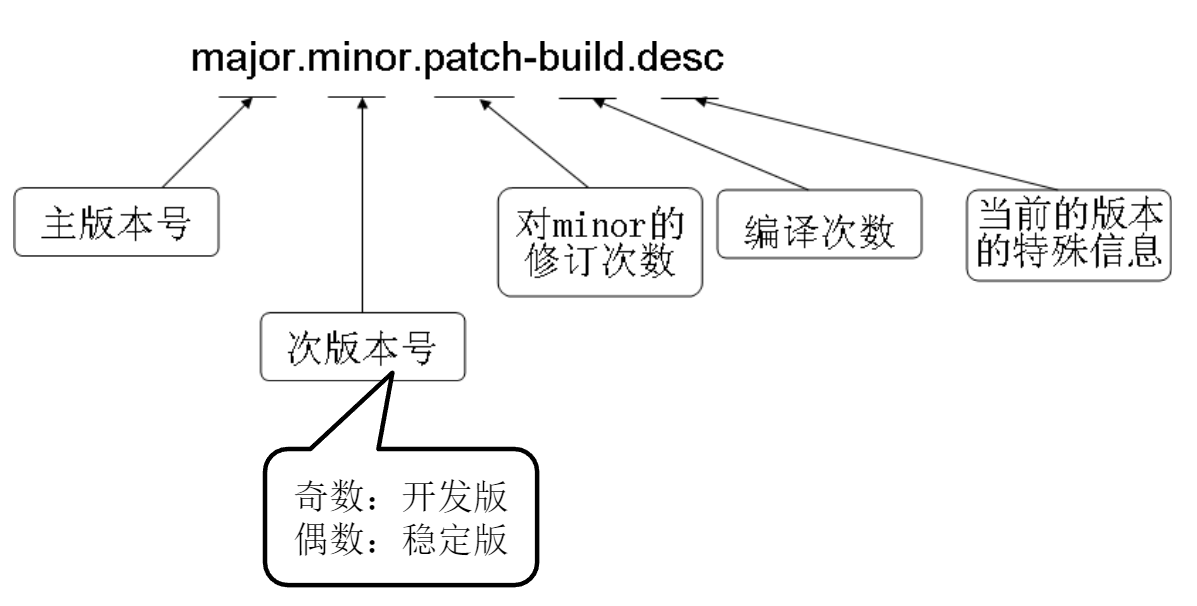 major.minor.patch-build.desc
主版本号
对minor的
修订次数
编译次数
当前的版本
的特殊信息
次版本号
奇数：开发版
偶数：稳定版